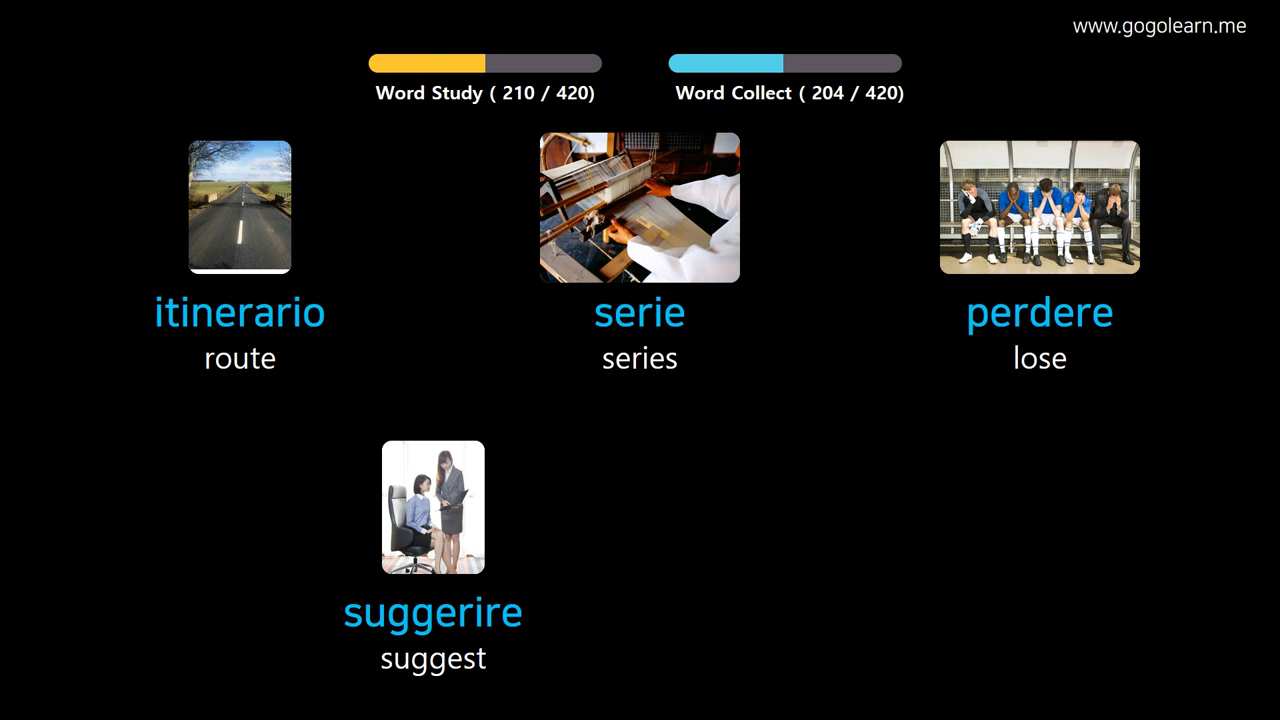 www.gogolearn.me
Word Study ( 210 / 420)
Word Collect ( 204 / 420)
itinerario
route
serie
series
perdere
lose
suggerire
suggest